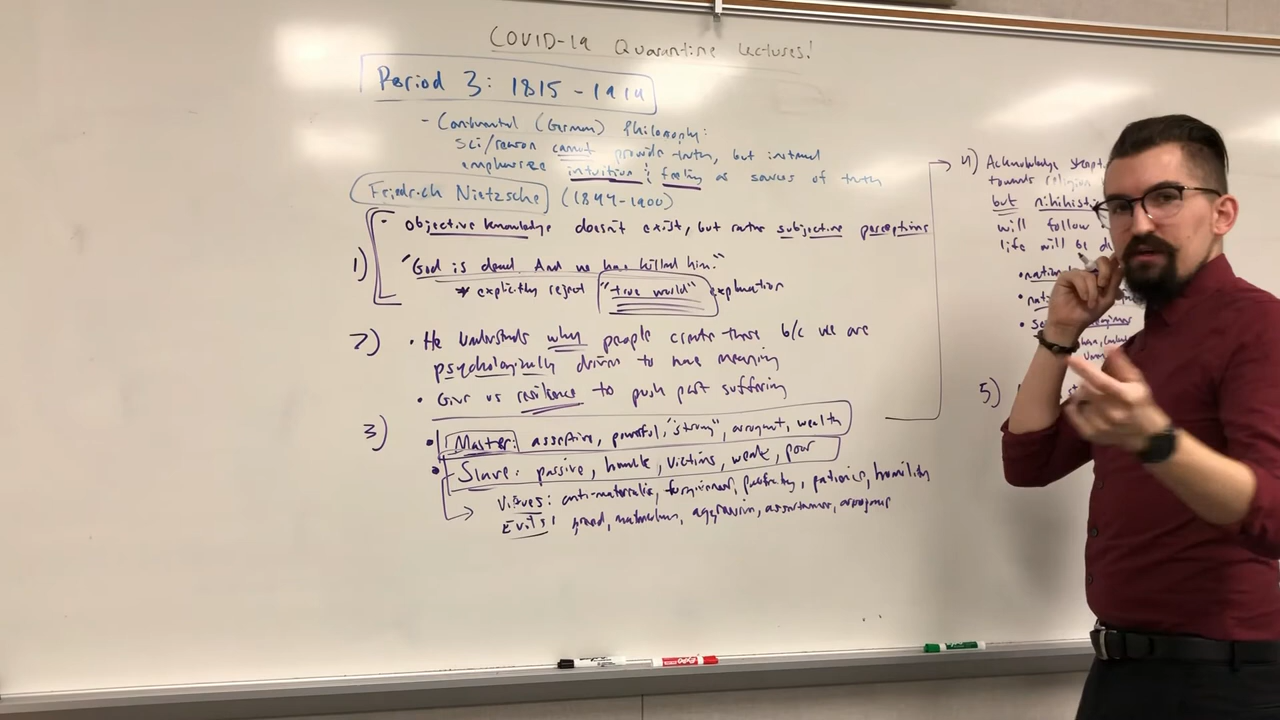 COVID-19 Quarantine Lectures!
Period 3: 1815 - 1914
- Continental (German) Philosophy:
sci/reason cannot provide truth, but instead
emphasize intuition & feeling as sources of truth
Friedrich Nietzsche (1844-1900)
1) • Objective knowledge doesn't exist, but rather subjective perceptions
"God is dead. And we have killed him."
* explicitly reject "true world" explanation
2) • He understands why people create these b/c we are
psychologically driven to have meaning
• Give us resilience to push past suffering
3) • Master: assertive, powerful, "strong", arrogant, wealth
• Slave: passive, humble, victims, weak, poor
Virtues: anti-materialism, forgiveness, patience, humility
Evils: greed, materialism, aggression, assertiveness, arrogance
4) Acknowledge
towards religion
but nihilist
will follow
life will be
5)
EXPO